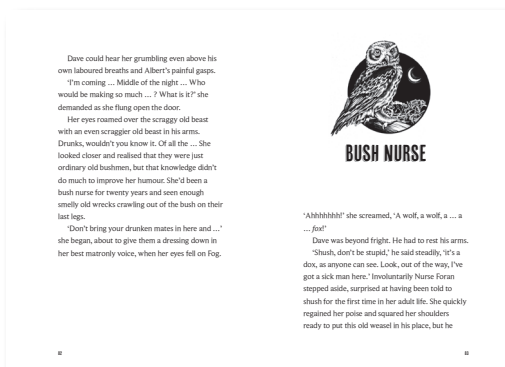 Dave could hear her grumbling even above his
own laboured breaths and Albert's painful gasps.
'I'm coming … Middle of the night … Who
would be making so much … ? What is it?' she
demanded as she flung open the door.
Her eyes roamed over the scraggy old beast
with an even scraggier old beast in his arms.
Drunks, wouldn't you know it. Of all the … She
looked closer and realised that they were just
ordinary old bushmen, but that knowledge didn't
do much to improve her humour. She'd been a
bush nurse for twenty years and seen enough
smelly old wrecks crawling out of the bush on their
last legs.
'Don't bring your drunken mates in here and …'
she began, about to give them a dressing down in
her best matronly voice, when her eyes fell on Fog.
82
BUSH NURSE
'Ahhhhhhh!' she screamed, 'A wolf, a wolf, a … a
… fox!'
Dave was beyond fright. He had to rest his arms.
'Shush, don't be stupid,' he said steadily, 'it's a
dox, as anyone can see. Look, out of the way, I've
got a sick man here.' Involuntarily Nurse Foran
stepped aside, surprised at having been told to
shush for the first time in her adult life. She quickly
regained her poise and squared her shoulders
ready to put this old weasel in his place, but he
83